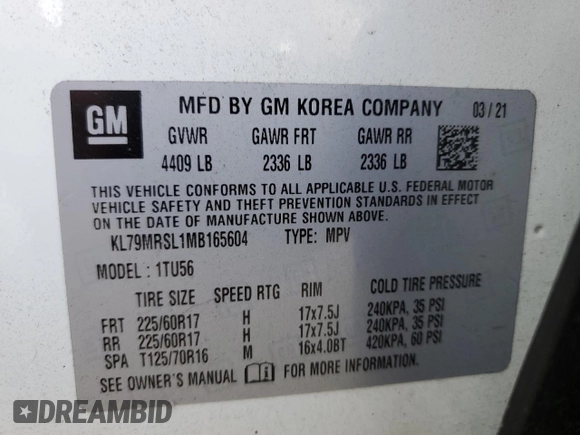 GM
MFD BY GM KOREA COMPANY 03/21
GVWR GAWR FRT GAWR RR
4409 LB 2336 LB 2336 LB
THIS VEHICLE CONFORMS TO ALL APPLICABLE U.S. FEDERAL MOTOR
VEHICLE SAFETY AND THEFT PREVENTION STANDARDS IN EFFECT
ON THE DATE OF MANUFACTURE SHOWN ABOVE.
KL79MRSL1MB165604 TYPE: MPV
MODEL: 1TU56
TIRE SIZE SPEED RTG RIM COLD TIRE PRESSURE
FRT 225/60R17 H 17x7.5J 240KPA, 35 PSI
RR 225/60R17 H 17x7.5J 240KPA, 35 PSI
SPA T125/70R16 M 16x4.0BT 420KPA, 60 PSI
SEE OWNER'S MANUAL FOR MORE INFORMATION.
DREAMBID